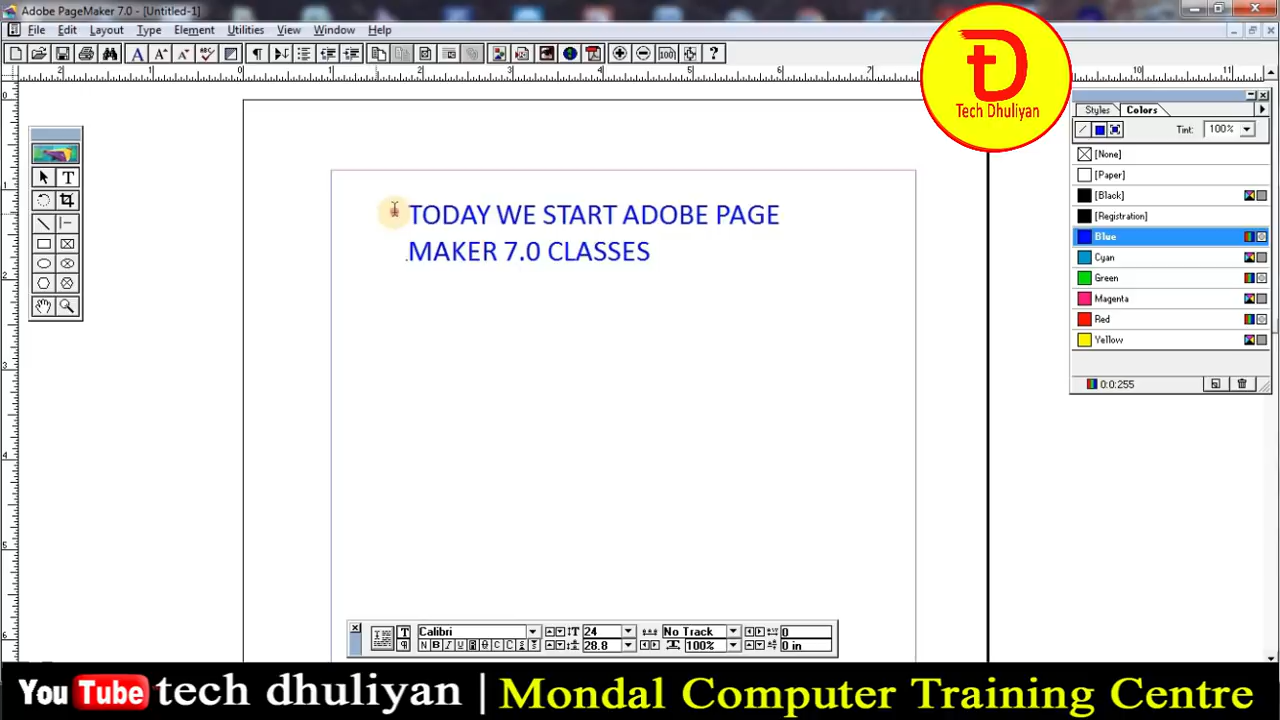 Adobe PageMaker 7.0 - [Untitled-1]
File Edit Layout Type Element Utilities View Window Help
Tech Dhuliyan
Styles Colors
Tint: 100%
[None]
[Paper]
[Black]
[Registration]
Blue
Cyan
Green
Magenta
Red
Yellow
0:0:255
TODAY WE START ADOBE PAGE
MAKER 7.0 CLASSES
Calibri 24 No Track 0
28.8 100% 0 in
You Tube tech dhuliyan | Mondal Computer Training Centre